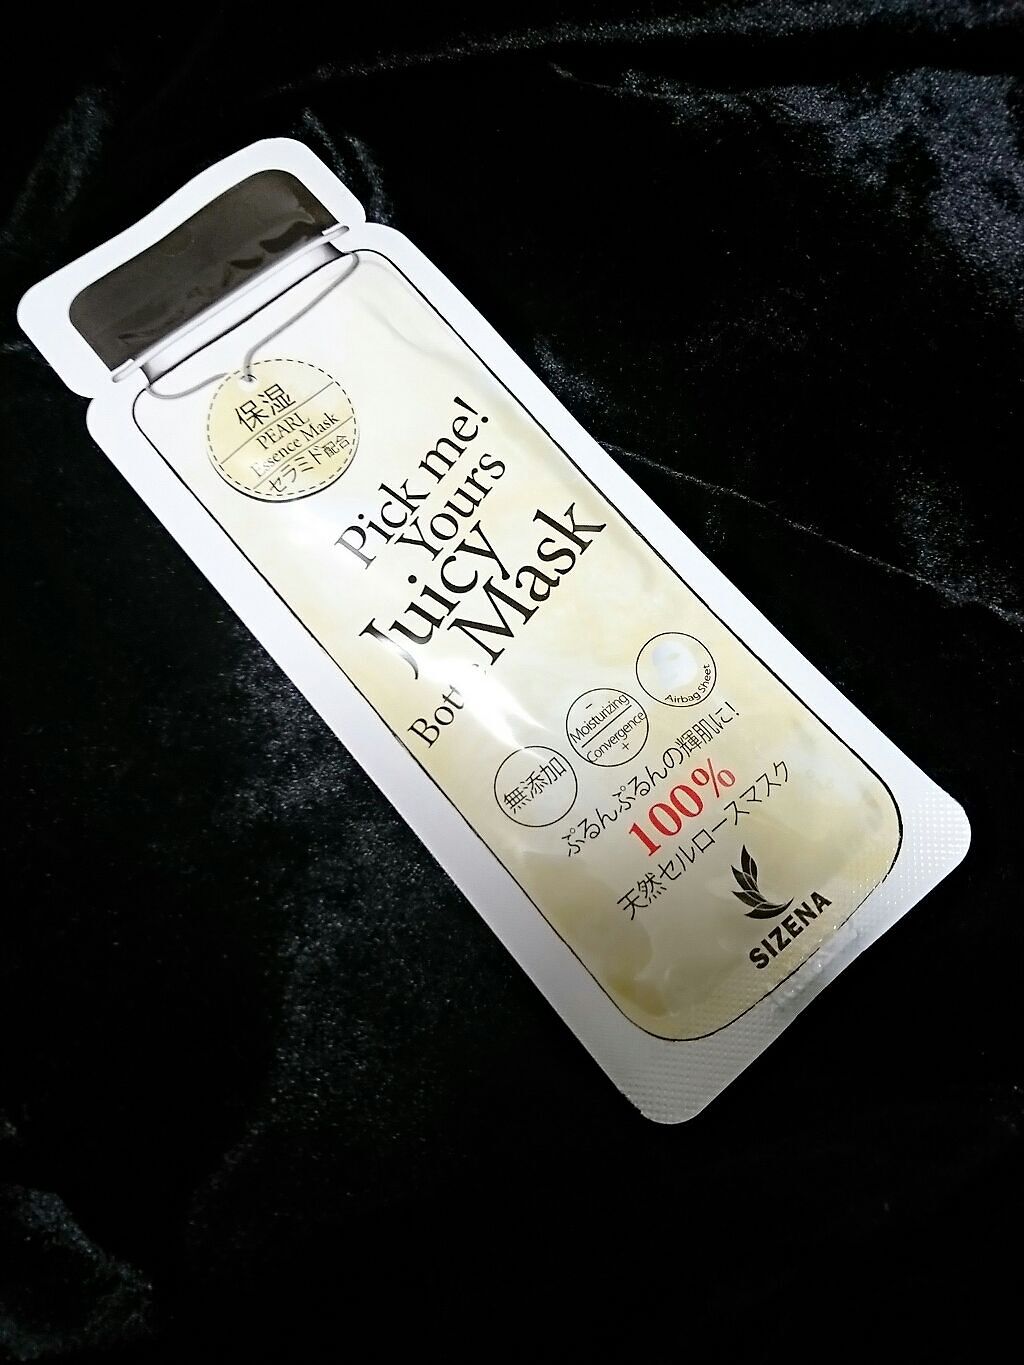 保湿
PEARL
Essence Mask
セラミド配合
Pick me!
Yours
Juicy
Mask
無添加
Moisturizing
Convergence
+
Airbag Sheet
ぷるんぷるんの輝肌に!
100%
天然セルロースマスク
SIZENA